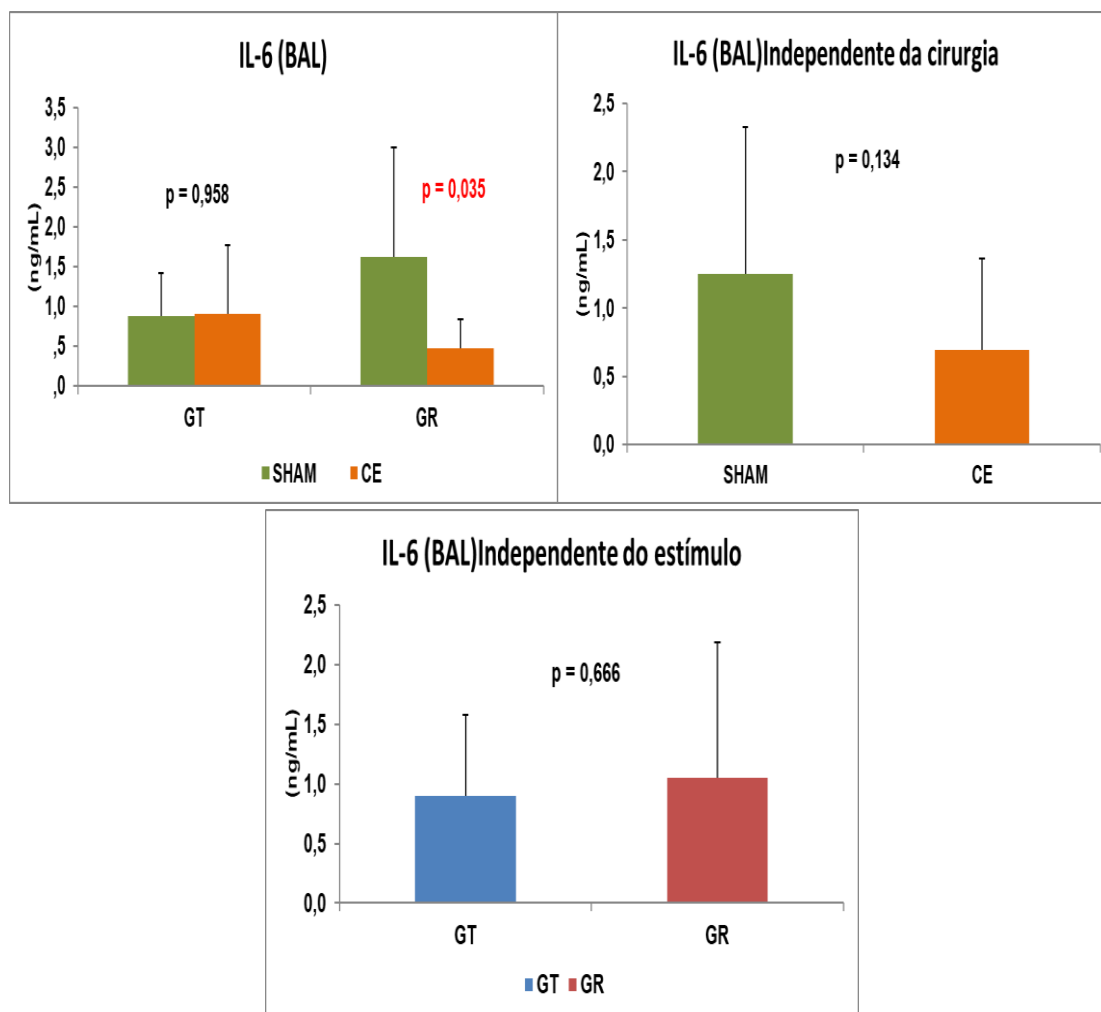 IL-6 (BAL)
3,5
3,0
2,5
2,0
1,5
1,0
,5
,0
(ng/mL)
p = 0,958
p = 0,035
GT GR
SHAM CE
IL-6 (BAL)Independente da cirurgia
2,5
2,0
1,5
1,0
0,5
0,0
(ng/mL)
p = 0,134
SHAM CE
IL-6 (BAL)Independente do estímulo
2,5
2,0
1,5
1,0
0,5
0,0
(ng/mL)
p = 0,666
GT GR
GT GR